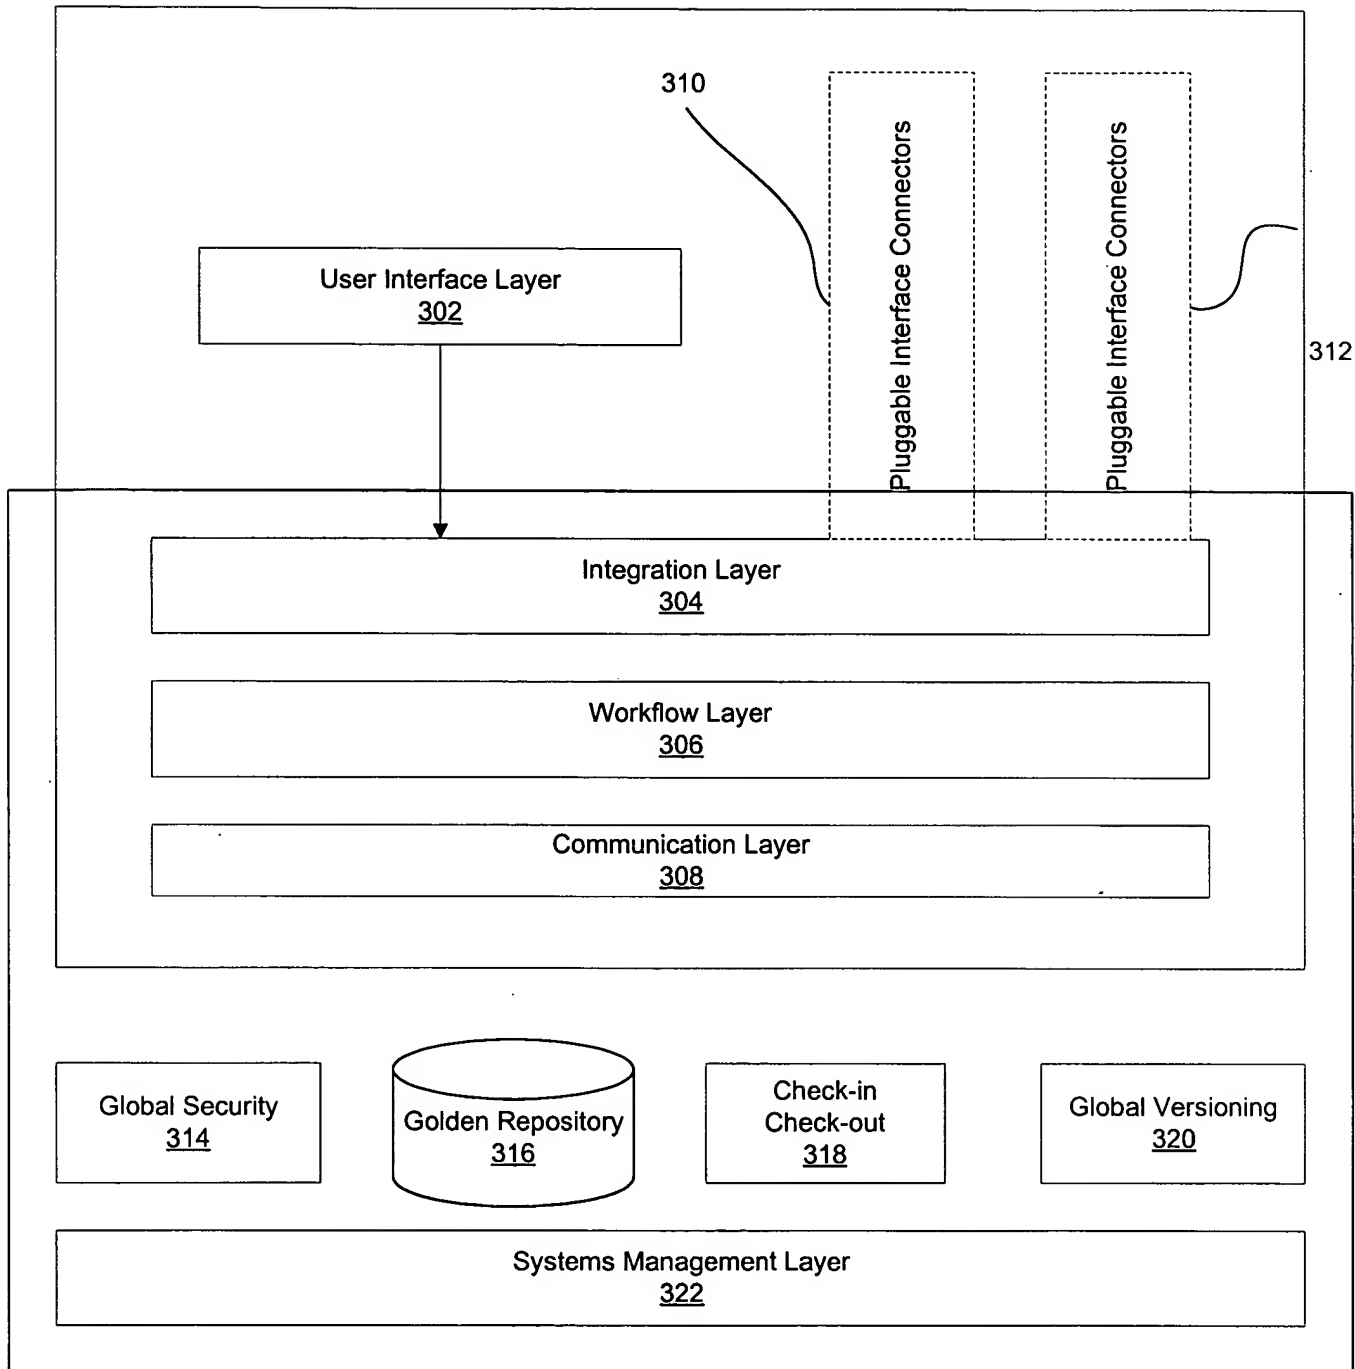 310
Pluggable Interface Connectors
Pluggable Interface Connectors
User Interface Layer
302
312
Integration Layer
304
Workflow Layer
306
Communication Layer
308
Global Security
314
Golden Repository
316
Check-in
Check-out
318
Global Versioning
320
Systems Management Layer
322